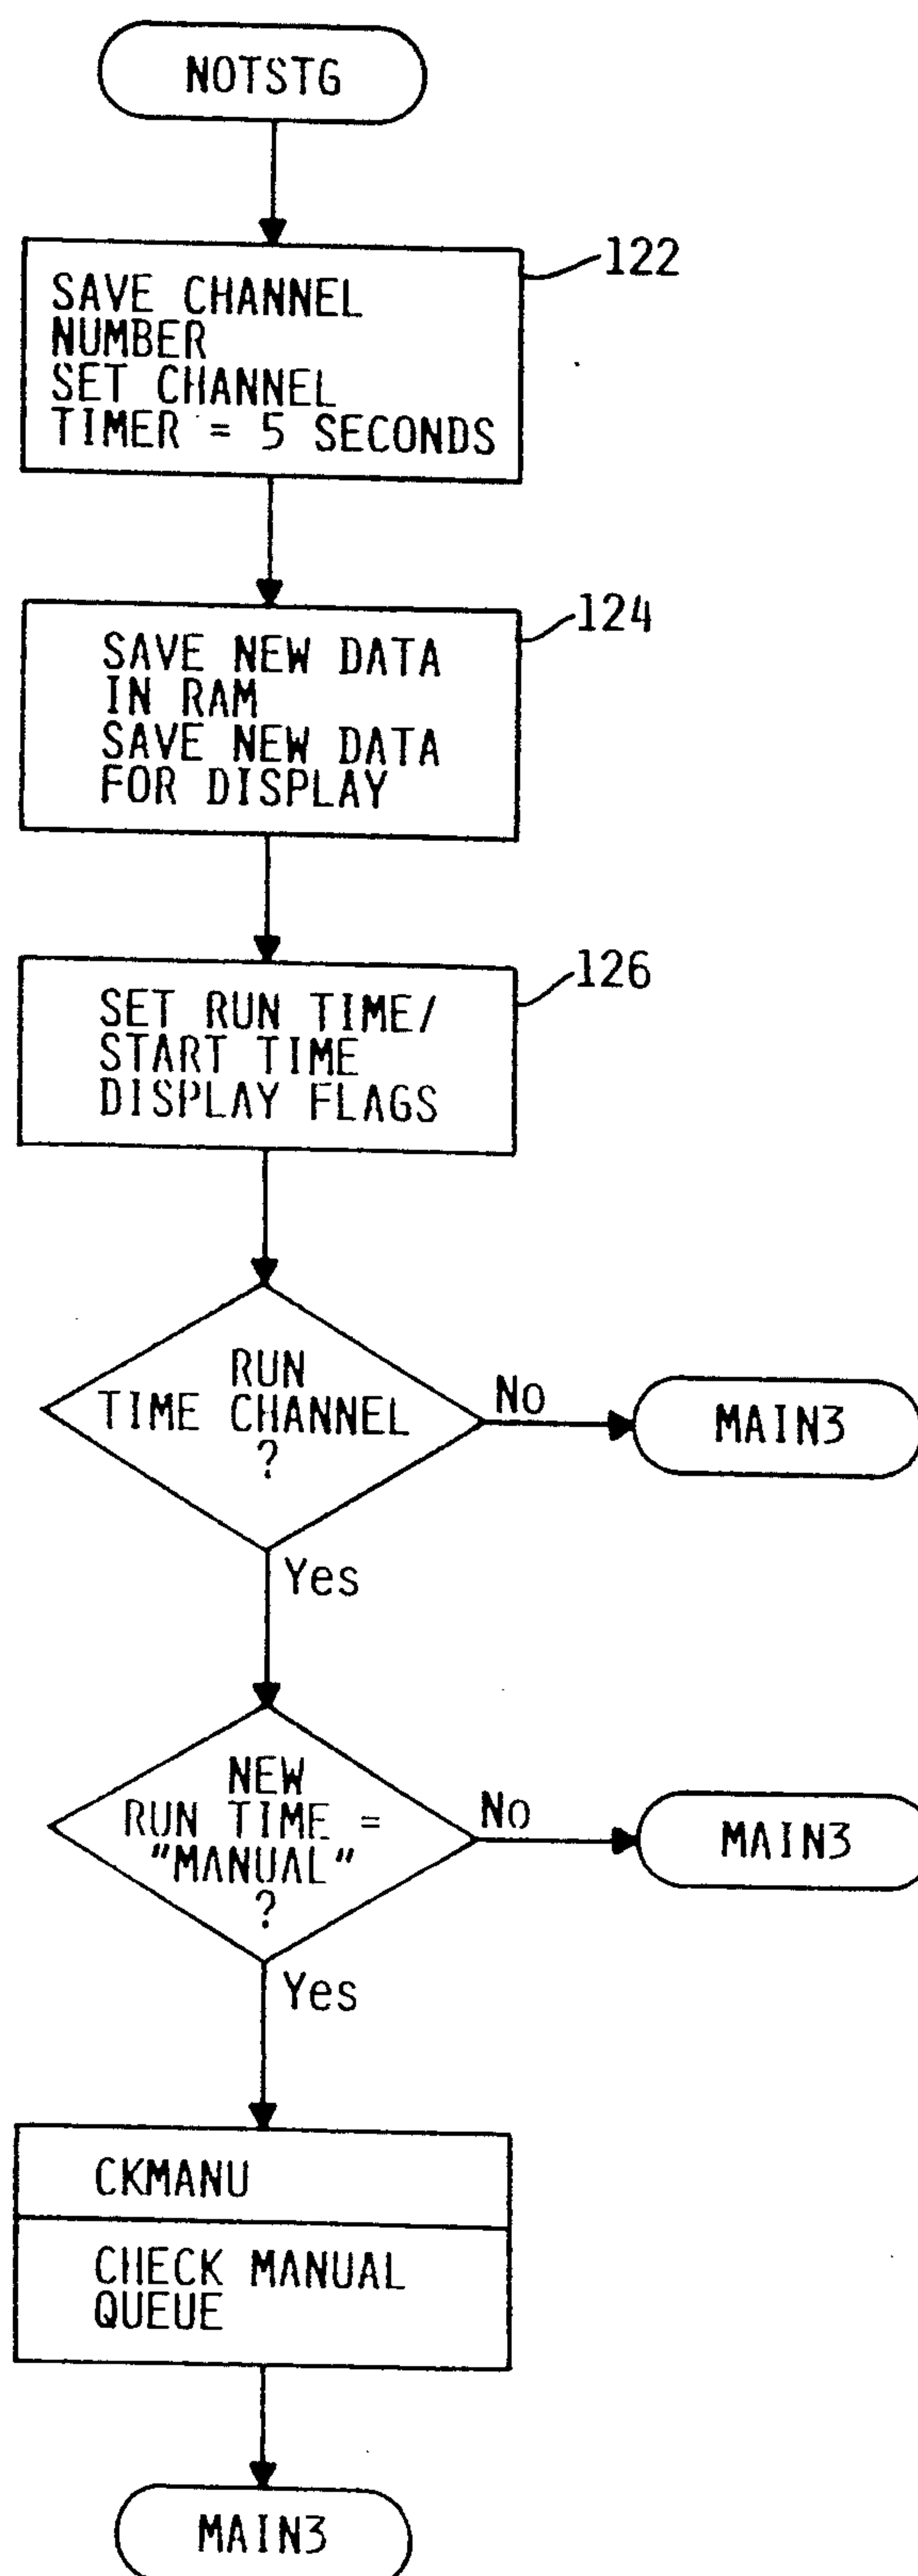 NOTSTG
122
SAVE CHANNEL
NUMBER
SET CHANNEL
TIMER = 5 SECONDS
124
SAVE NEW DATA
IN RAM
SAVE NEW DATA
FOR DISPLAY
126
SET RUN TIME/
START TIME
DISPLAY FLAGS
RUN
TIME CHANNEL
?
No
MAIN3
Yes
NEW
RUN TIME =
"MANUAL"
?
No
MAIN3
Yes
CKMANU
CHECK MANUAL
QUEUE
MAIN3